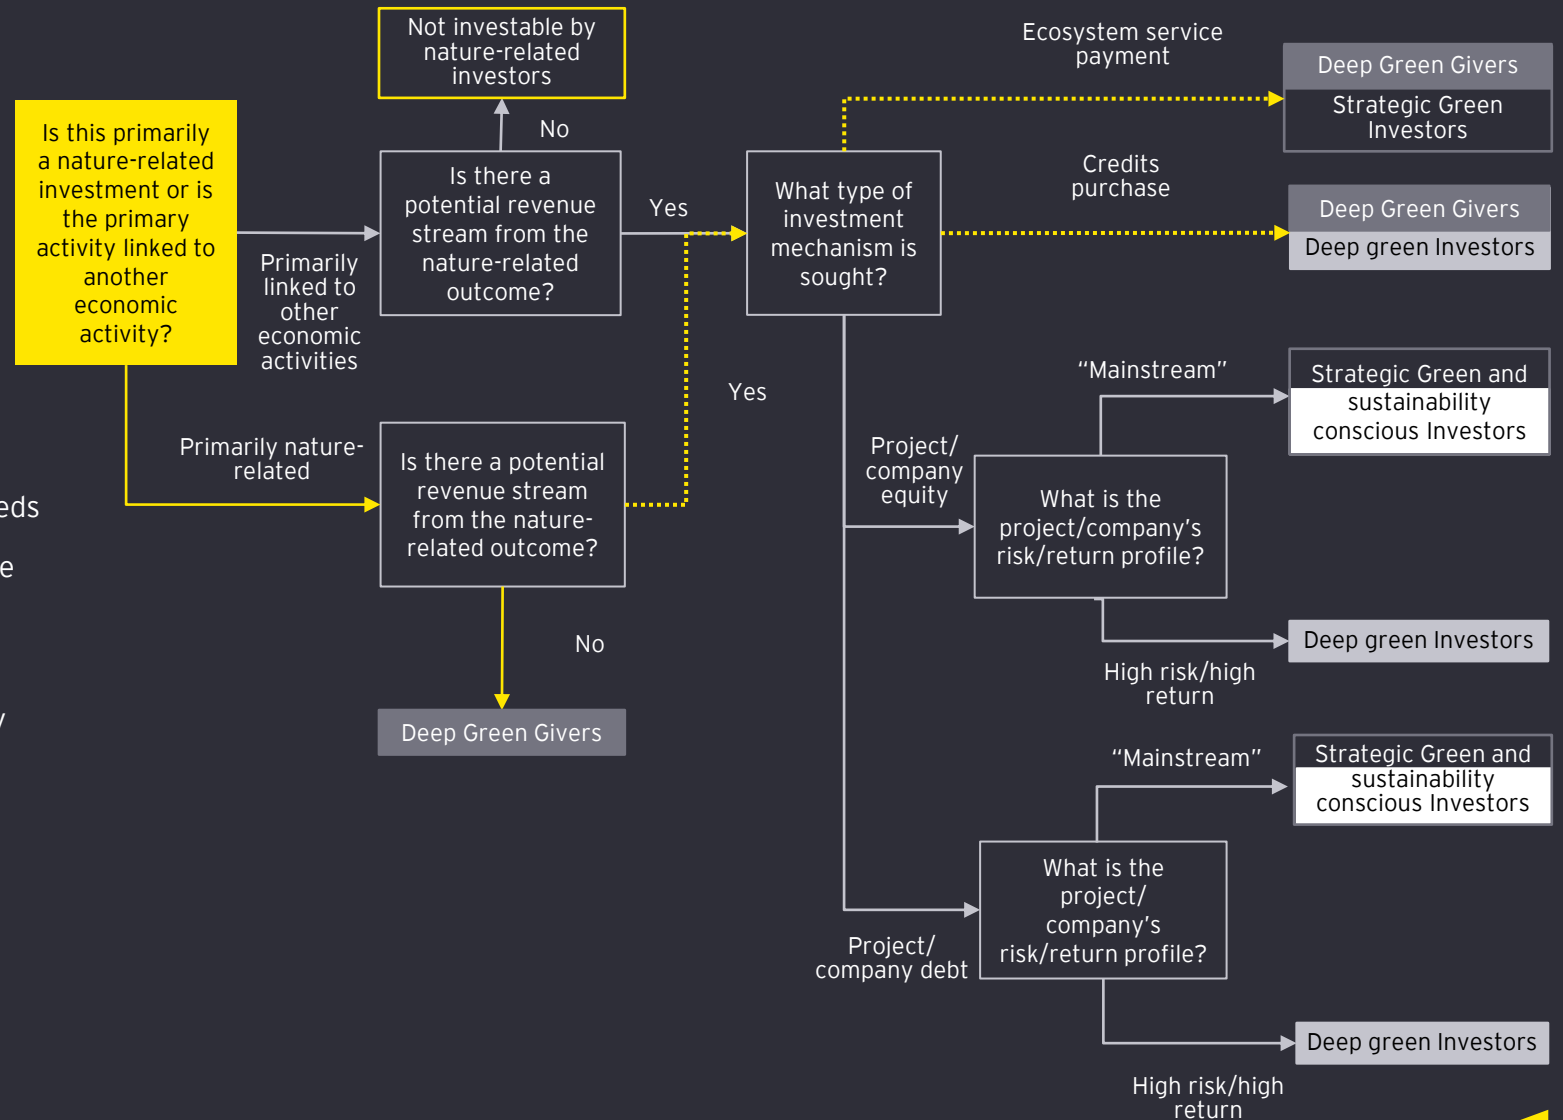 Not investable by
nature-related
investors
Is this primarily
a nature-related
investment or is
the primary
activity linked to
another
economic
activity?
No
Primarily
linked to
other
economic
activities
Is there a
potential revenue
stream from the
nature-related
outcome?
Yes
What type of
investment
mechanism is
sought?
Ecosystem service
payment
Deep Green Givers
Strategic Green
Investors
Credits
purchase
Deep Green Givers
Deep green Investors
Primarily nature-
related
Is there a potential
revenue stream
from the nature-
related outcome?
Yes
No
Deep Green Givers
Project/
company
equity
What is the
project/company's
risk/return profile?
“Mainstream”
Strategic Green and
sustainability
conscious Investors
High risk/high
return
Deep green Investors
Project/
company debt
What is the
project/
company's
risk/return profile?
“Mainstream”
Strategic Green and
sustainability
conscious Investors
High risk/high
return
Deep green Investors